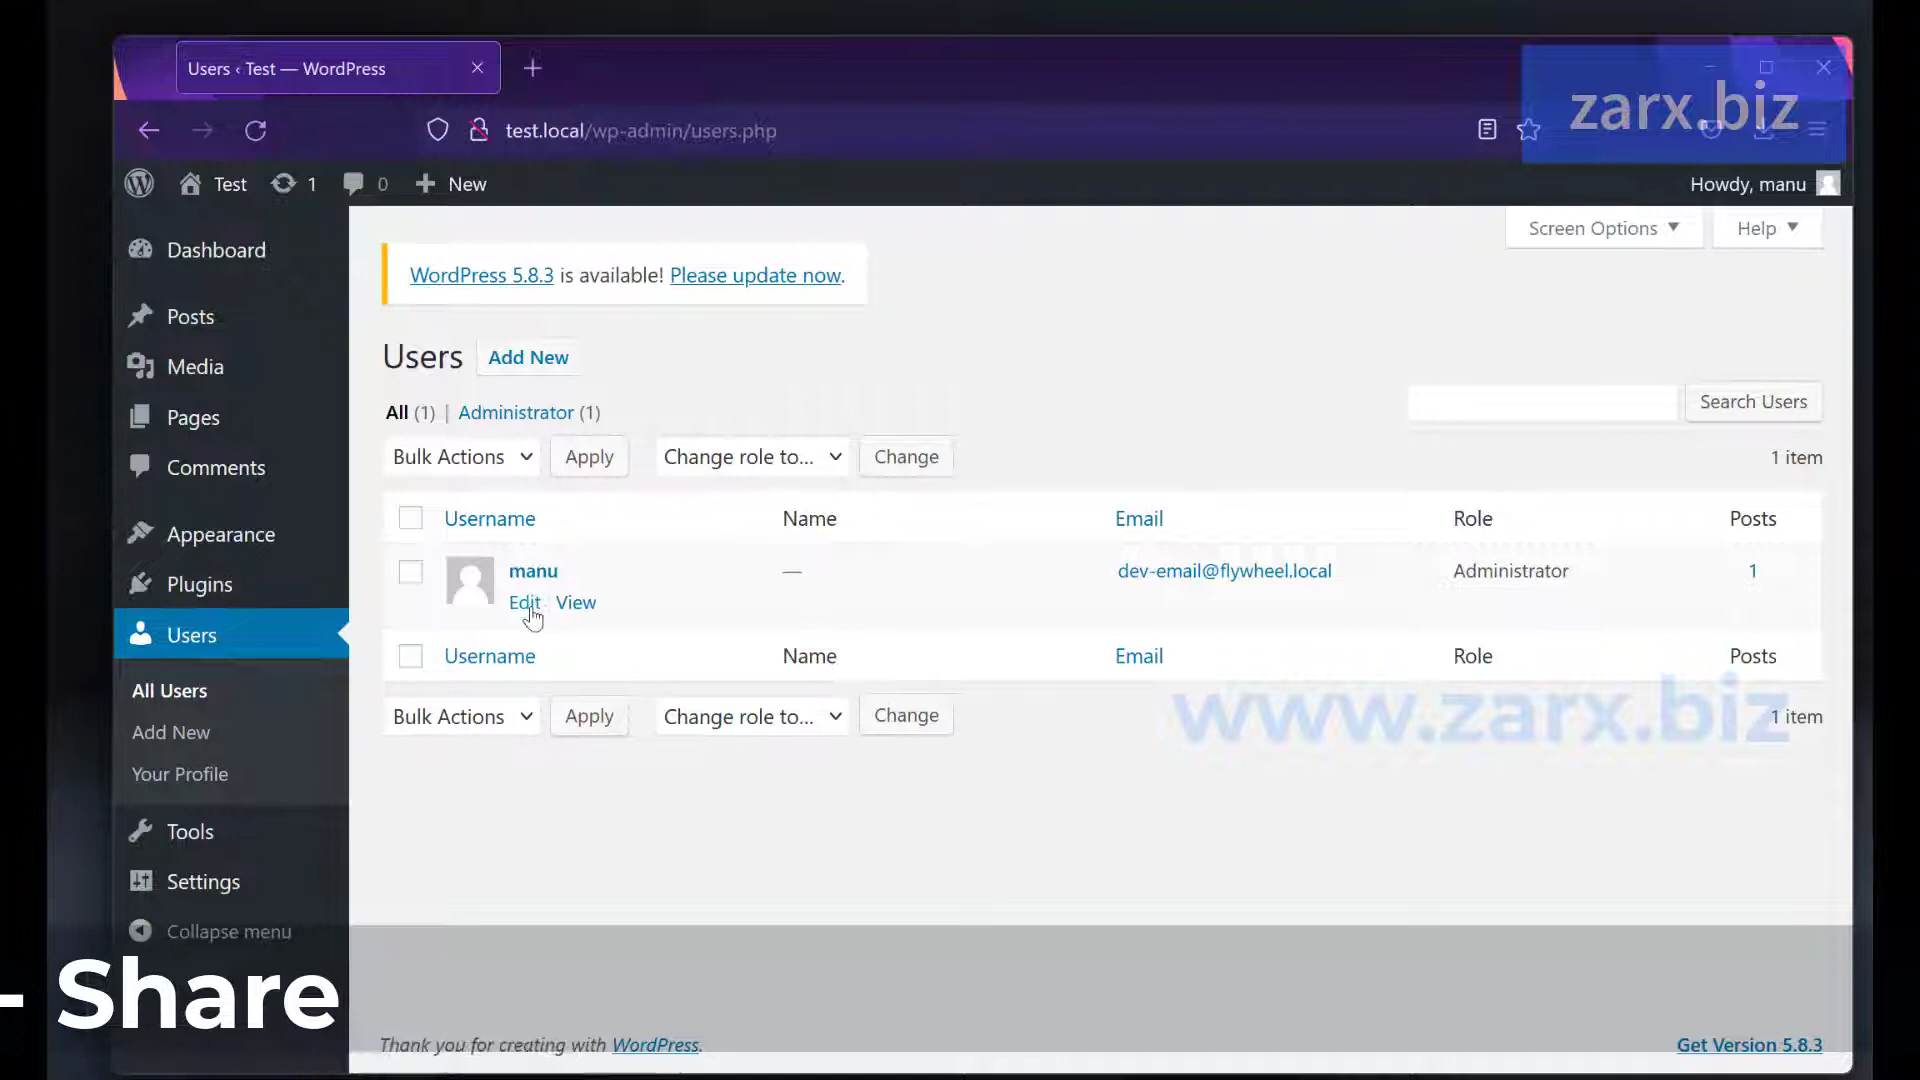 Users ‹ Test — WordPress
zarx.biz
test.local/wp-admin/users.php
Test 1 0 New Howdy, manu
Screen Options Help
Dashboard
WordPress 5.8.3 is available! Please update now.
Posts
Media
Pages
Comments
Appearance
Plugins
Users
All Users
Add New
Your Profile
Tools
Settings
Collapse menu
Users Add New
All (1) | Administrator (1)
Search Users
Bulk Actions Apply Change role to... Change 1 item
Username Name Email Role Posts
manu — dev-email@flywheel.local Administrator 1
Edit View
Username Name Email Role Posts
Bulk Actions Apply Change role to... Change 1 item
www.zarx.biz
- Share
Thank you for creating with WordPress. Get Version 5.8.3